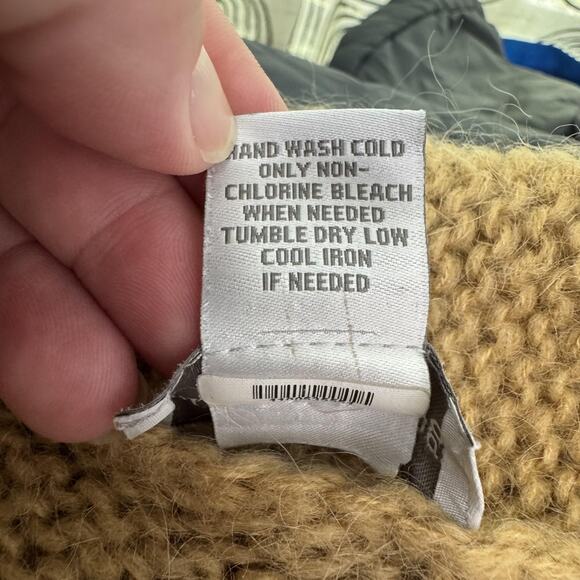 HAND WASH COLD
ONLY NON-
CHLORINE BLEACH
WHEN NEEDED
TUMBLE DRY LOW
COOL IRON
IF NEEDED